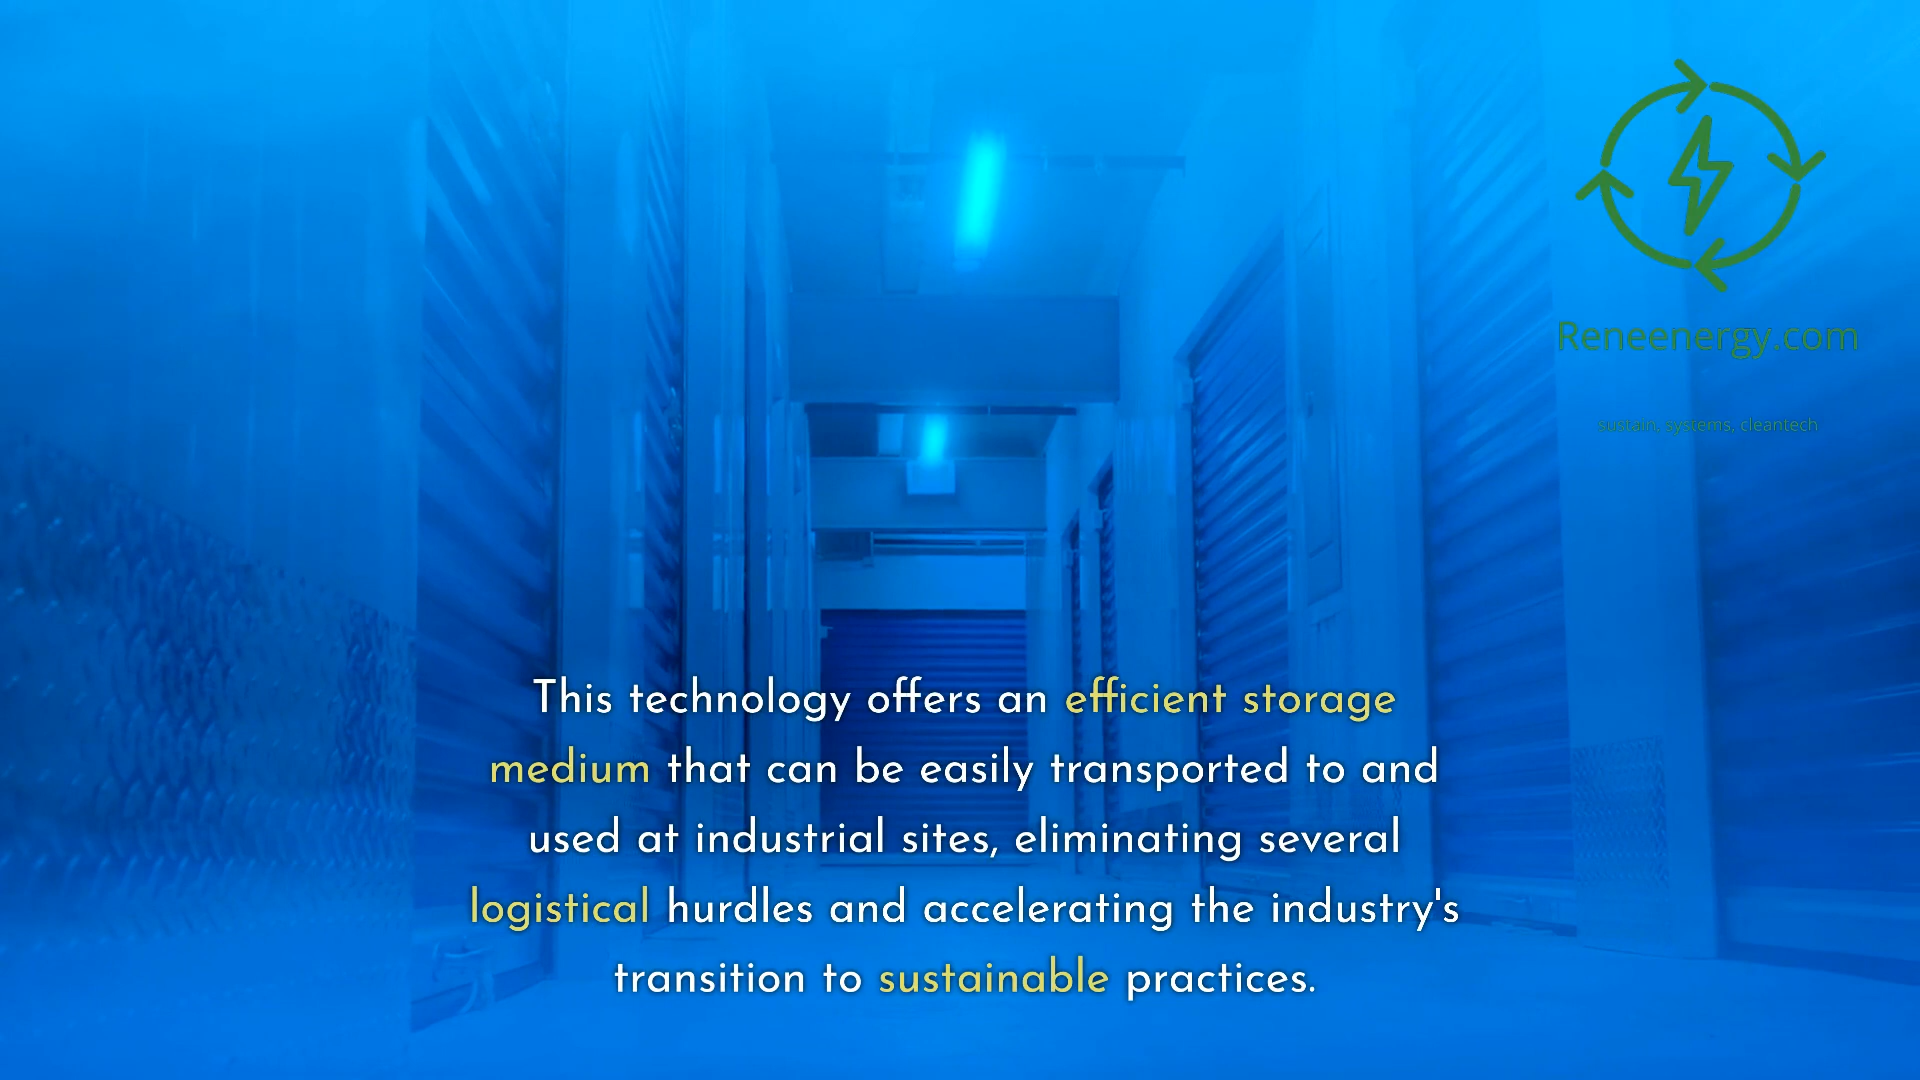 Reneenergy.com
sustain, systems, cleantech
This technology offers an efficient storage
medium that can be easily transported to and
used at industrial sites, eliminating several
logistical hurdles and accelerating the industry's
transition to sustainable practices.